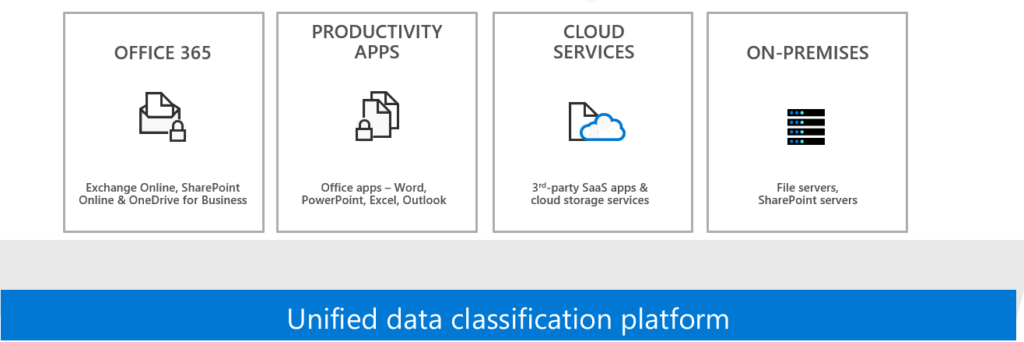 OFFICE 365
Exchange Online, SharePoint
Online & OneDrive for Business
PRODUCTIVITY
APPS
Office apps – Word,
PowerPoint, Excel, Outlook
CLOUD
SERVICES
3rd-party SaaS apps &
cloud storage services
ON-PREMISES
File servers,
SharePoint servers
Unified data classification platform